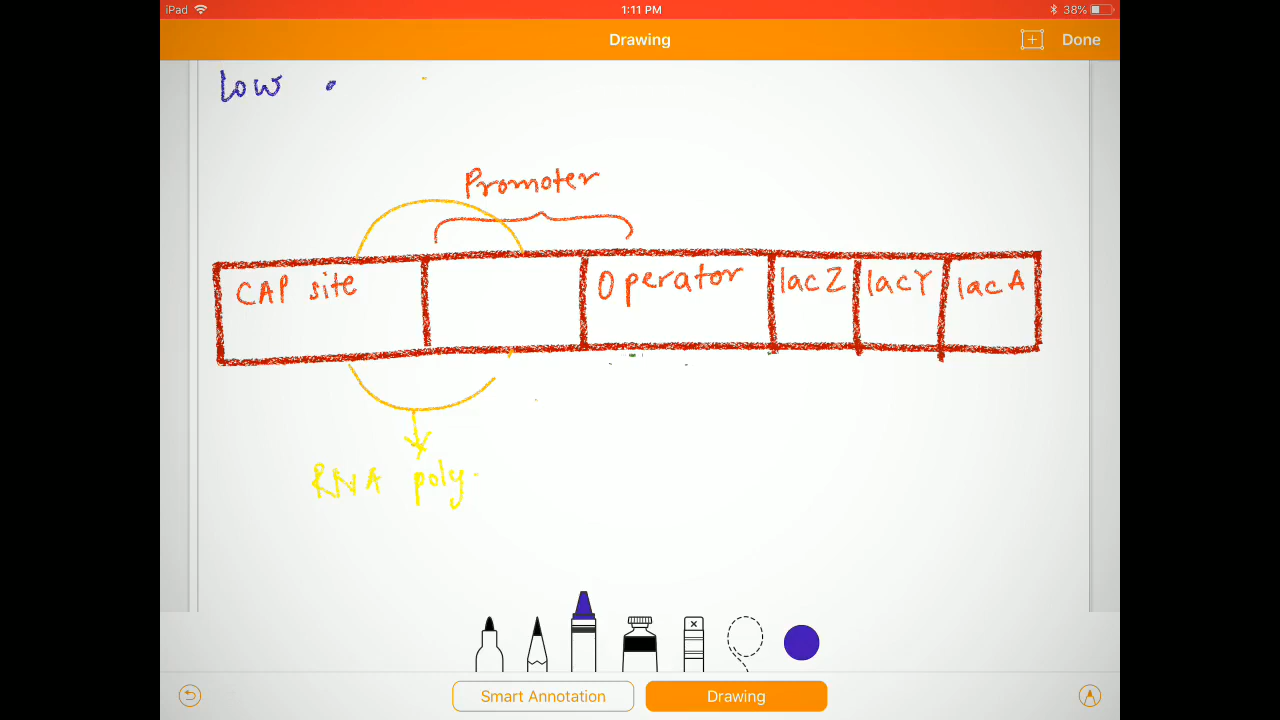 iPad 1:11 PM 38%
Drawing Done
low
Promoter
CAP site Operator lacZ lacY lacA
RNA poly.
Smart Annotation Drawing